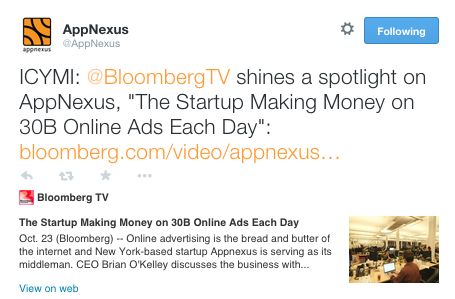 appnexus
AppNexus
@AppNexus
Following
ICYMI: @BloombergTV shines a spotlight on
AppNexus, "The Startup Making Money on
30B Online Ads Each Day":
bloomberg.com/video/appnexus…
Bloomberg TV
The Startup Making Money on 30B Online Ads Each Day
Oct. 23 (Bloomberg) -- Online advertising is the bread and butter of
the internet and New York-based startup Appnexus is serving as its
middleman. CEO Brian O'Kelley discusses the business with...
View on web